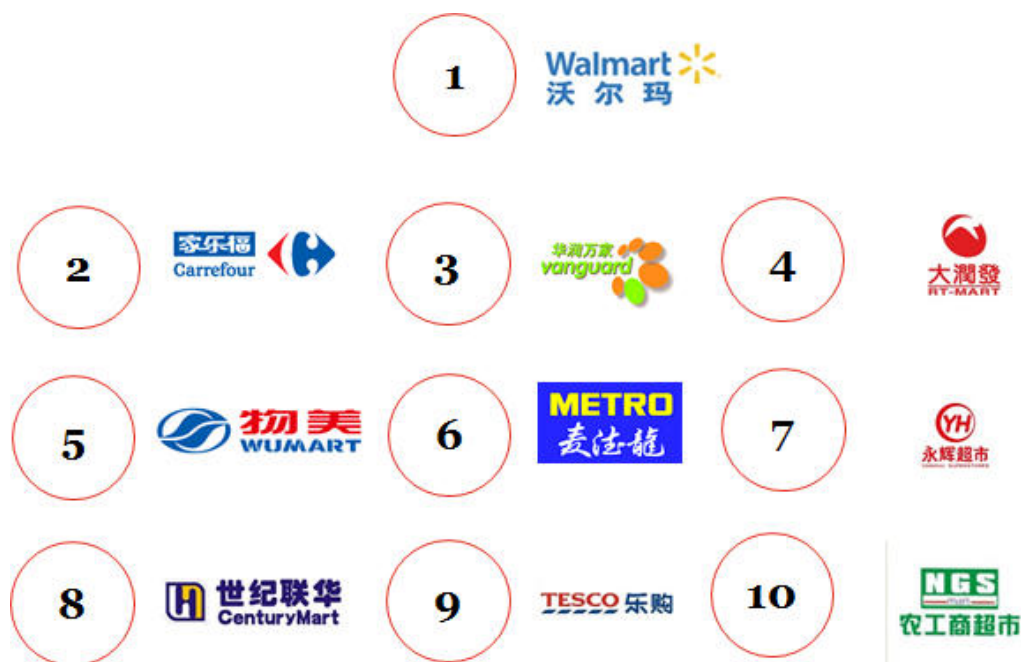 1
Walmart
沃尔玛
2
家乐福
Carrefour
3
华润万家
vanguard
4
大潤發
RT-MART
5
物美
WUMART
6
METRO
麦德龍
7
YH
永辉超市
8
世纪联华
CenturyMart
9
TESCO 乐购
10
NGS
mart
农工商超市